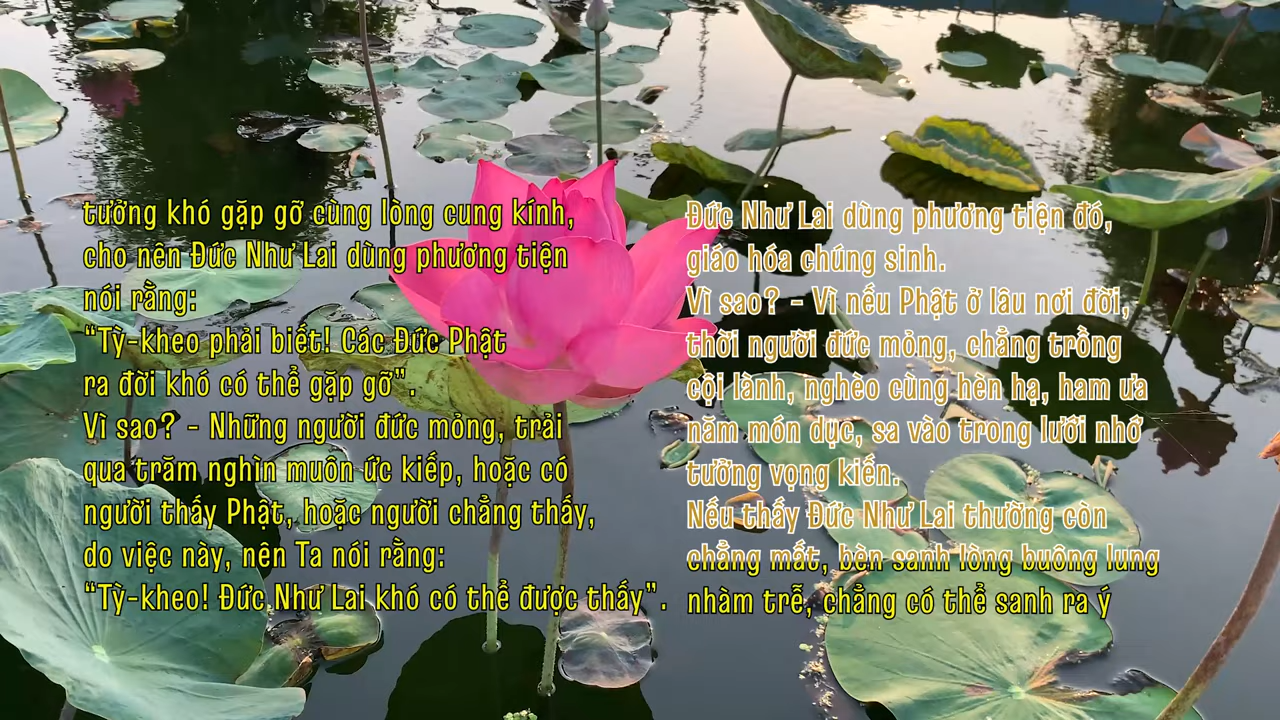 tưởng khó gặp gỡ cùng lòng cung kính,
cho nên Đức Như Lai dùng phương tiện
nói rằng:
“Tỳ-kheo phải biết! Các Đức Phật
ra đời khó có thể gặp gỡ”.
Vì sao? - Những người đức mỏng, trải
qua trăm nghìn muôn ức kiếp, hoặc có
người thấy Phật, hoặc người chẳng thấy,
do việc này, nên Ta nói rằng:
“Tỳ-kheo! Đức Như Lai khó có thể được thấy”.
Đức Như Lai dùng phương tiện đó,
giáo hóa chúng sinh.
Vì sao? - Vì nếu Phật ở lâu nơi đời,
thời người đức mỏng, chẳng trồng
cội lành, nghèo cùng hèn hạ, ham ưa
năm món dục, sa vào trong lưới nhớ
tưởng vọng kiến.
Nếu thấy Đức Như Lai thường còn
chẳng mất, bèn sanh lòng buông lung
nhàm trễ, chẳng có thể sanh ra ý